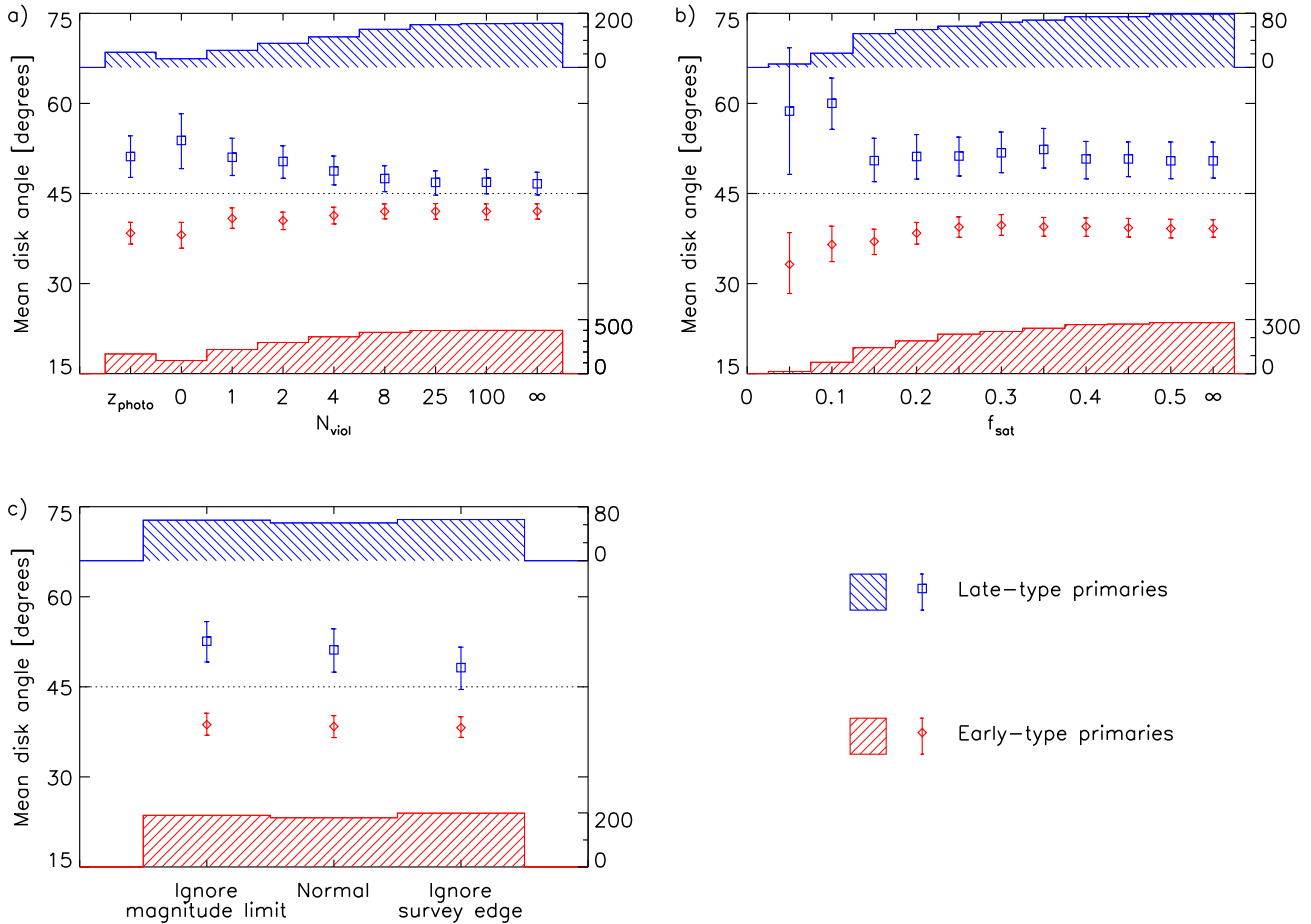 a)
75
60
45
30
15
Mean disk angle [degrees]
200
0
500
0
z_photo 0 1 2 4 8 25 100 ∞
N_viol
b)
75
60
45
30
15
Mean disk angle [degrees]
80
0
300
0
0 0.1 0.2 0.3 0.4 0.5 ∞
f_sat
c)
75
60
45
30
15
Mean disk angle [degrees]
80
0
200
0
Ignore Normal Ignore
magnitude limit survey edge
Late-type primaries
Early-type primaries